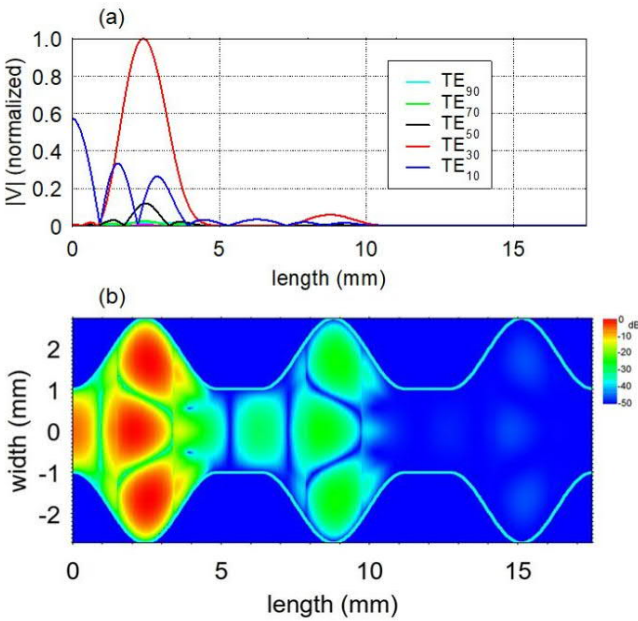 (a)
1.0
0.8
0.6
0.4
0.2
0
|V| (normalized)
TE90
TE70
TE50
TE30
TE10
0 5 10 15
length (mm)
(b)
2
1
0
-1
-2
width (mm)
0
dB
-10
-20
-30
-40
-50
0 5 10 15
length (mm)